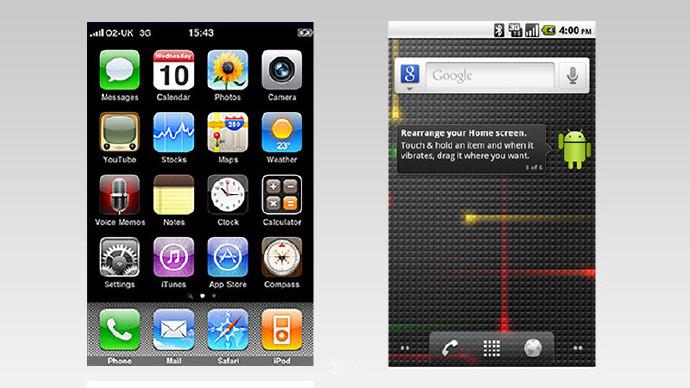 O2-UK 3G 15:43
Wednesday
10
Messages Calendar Photos Camera
280
23°
YouTube Stocks Maps Weather
Voice Memos Notes Clock Calculator
Settings iTunes App Store Compass
Phone Mail Safari iPod
3G 4:00 PM
g Google
Rearrange your Home screen.
Touch & hold an item and when it
vibrates, drag it where you want.
1 of 6